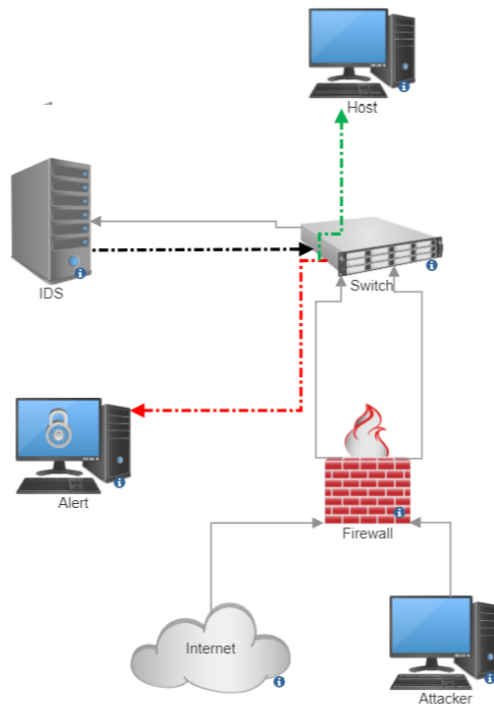 Host
IDS
Switch
Alert
Firewall
Internet
Attacker